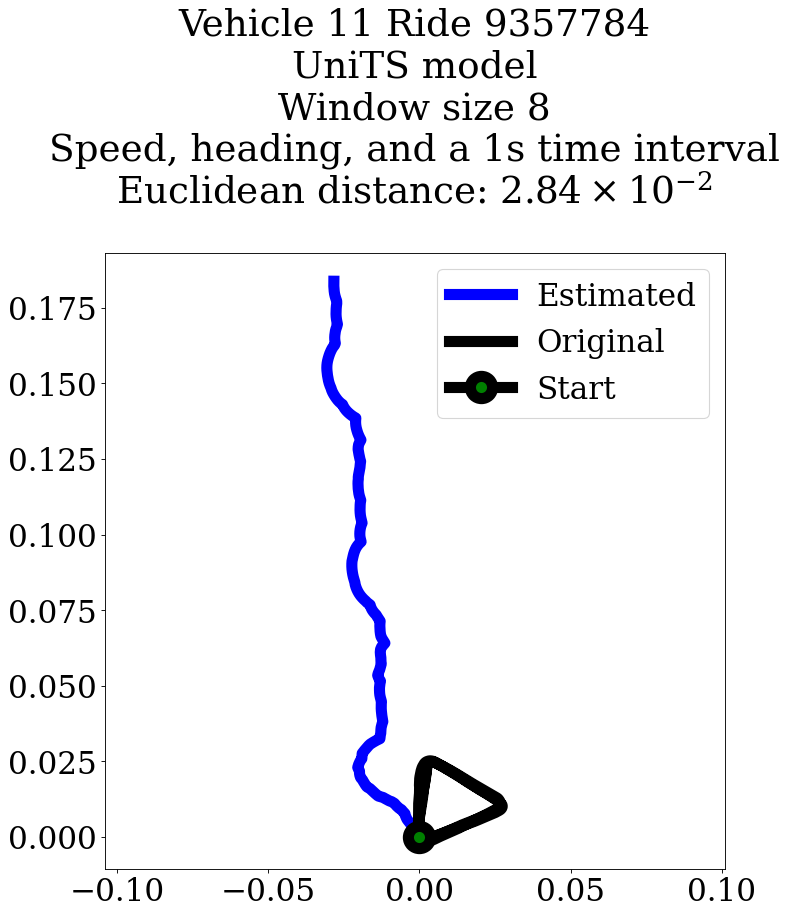 Vehicle 11 Ride 9357784
UniTS model
Window size 8
Speed, heading, and a 1s time interval
Euclidean distance: 2.84 × 10⁻²
Estimated
Original
Start
0.175
0.150
0.125
0.100
0.075
0.050
0.025
0.000
−0.10 −0.05 0.00 0.05 0.10